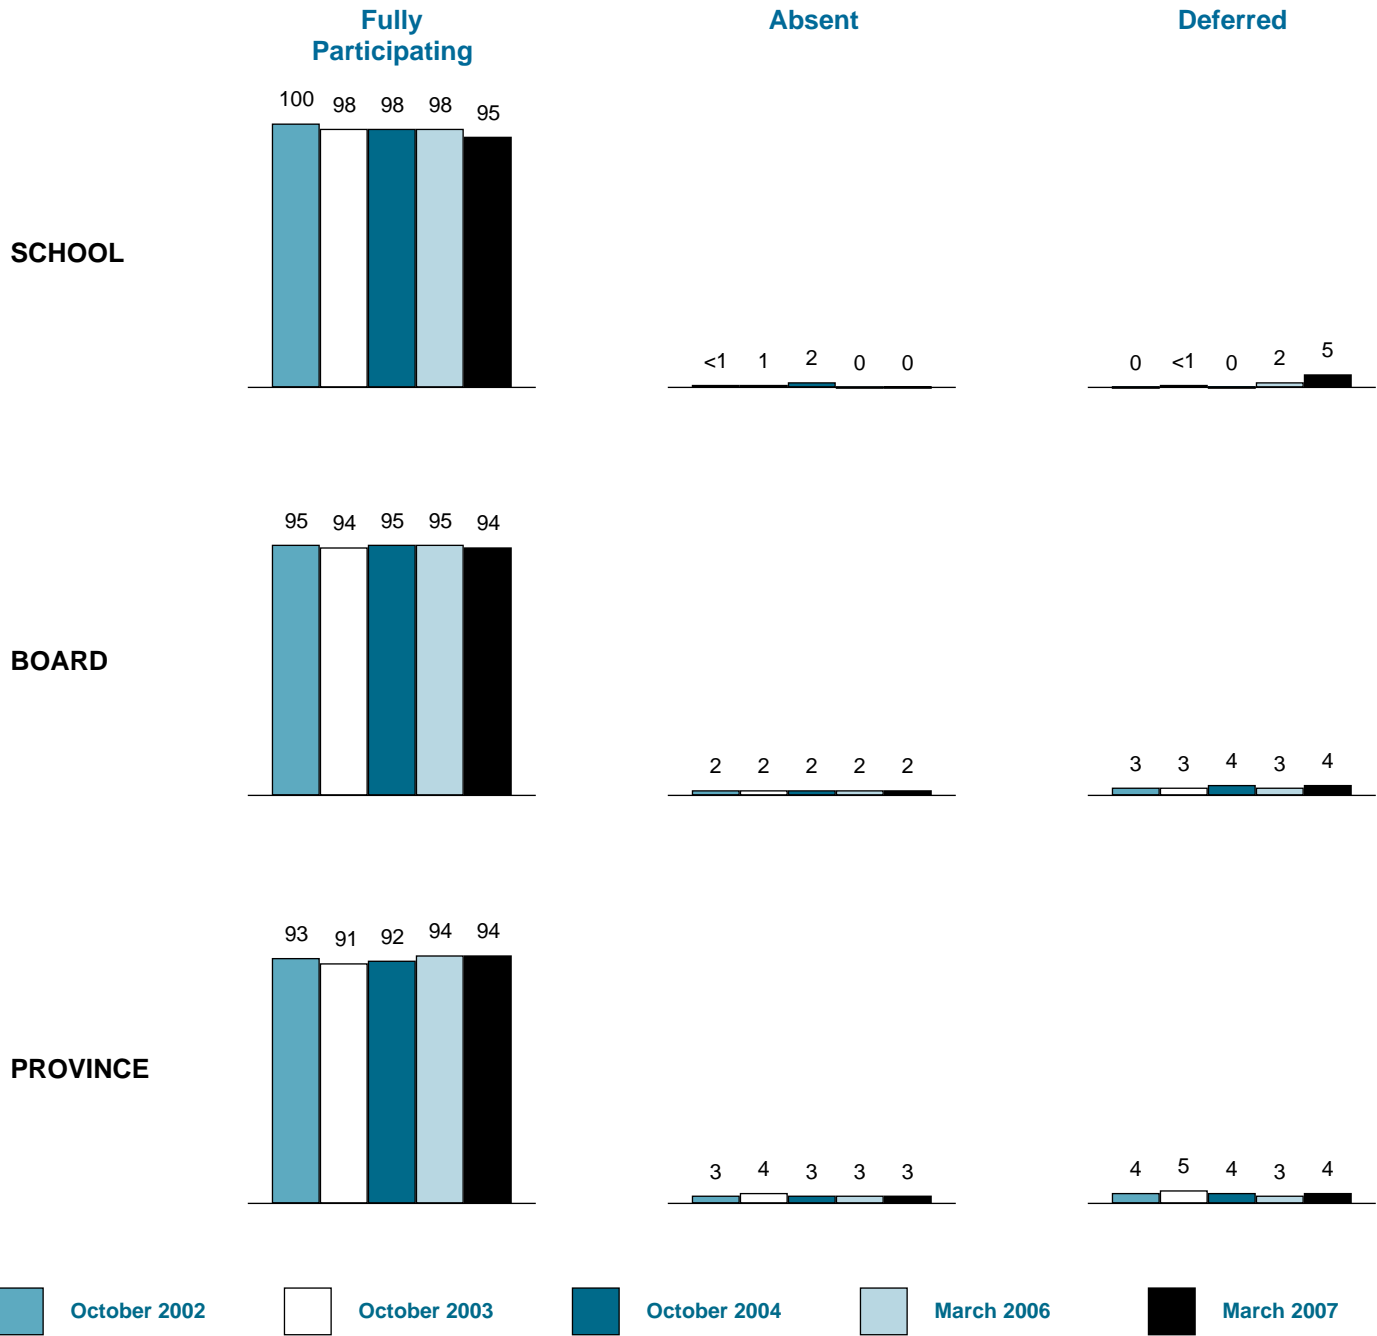 Fully
Participating
Absent
Deferred
100 98 98 98 95
SCHOOL
<1 1 2 0 0
0 <1 0 2 5
95 94 95 95 94
BOARD
2 2 2 2 2
3 3 4 3 4
93 91 92 94 94
PROVINCE
3 4 3 3 3
4 5 4 3 4
October 2002
October 2003
October 2004
March 2006
March 2007